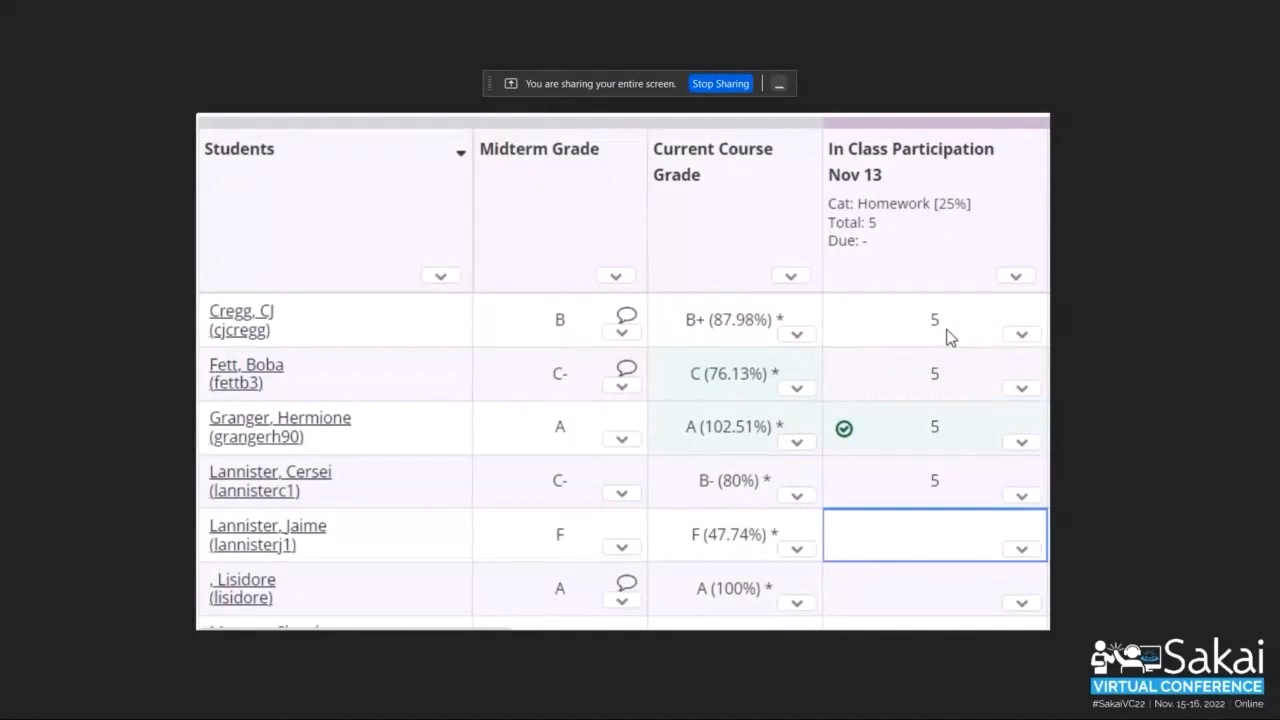 You are sharing your entire screen. Stop Sharing
Students Midterm Grade Current Course In Class Participation
Grade Nov 13
Cat: Homework [25%]
Total: 5
Due: -
Cregg, CJ
(cjcregg) B B+ (87.98%) * 5
Fett, Boba
(fettb3) C- C (76.13%) * 5
Granger, Hermione
(grangerh90) A A (102.51%) * 5
Lannister, Cersei
(lannisterc1) C- B- (80%) * 5
Lannister, Jaime
(lannisterj1) F F (47.74%) *
, Lisidore
(lisidore) A A (100%) *
Sakai
VIRTUAL CONFERENCE
#SakaiVC22 | Nov. 15-16, 2022 | Online